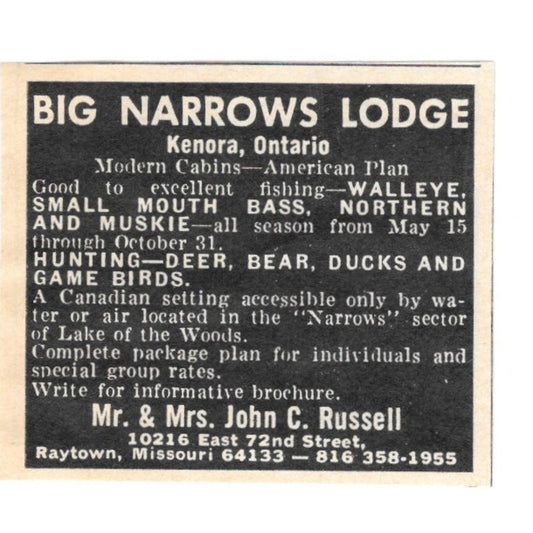 BIG NARROWS LODGE
Kenora, Ontario
Modern Cabins—American Plan
Good to excellent fishing—WALLEYE,
SMALL MOUTH BASS, NORTHERN
AND MUSKIE—all season from May 15
through October 31.
HUNTING—DEER, BEAR, DUCKS AND
GAME BIRDS.
A Canadian setting accessible only by wa-
ter or air located in the "Narrows" sector
of Lake of the Woods.
Complete package plan for individuals and
special group rates.
Write for informative brochure.
Mr. & Mrs. John C. Russell
10216 East 72nd Street,
Raytown, Missouri 64133 — 816 358-1955